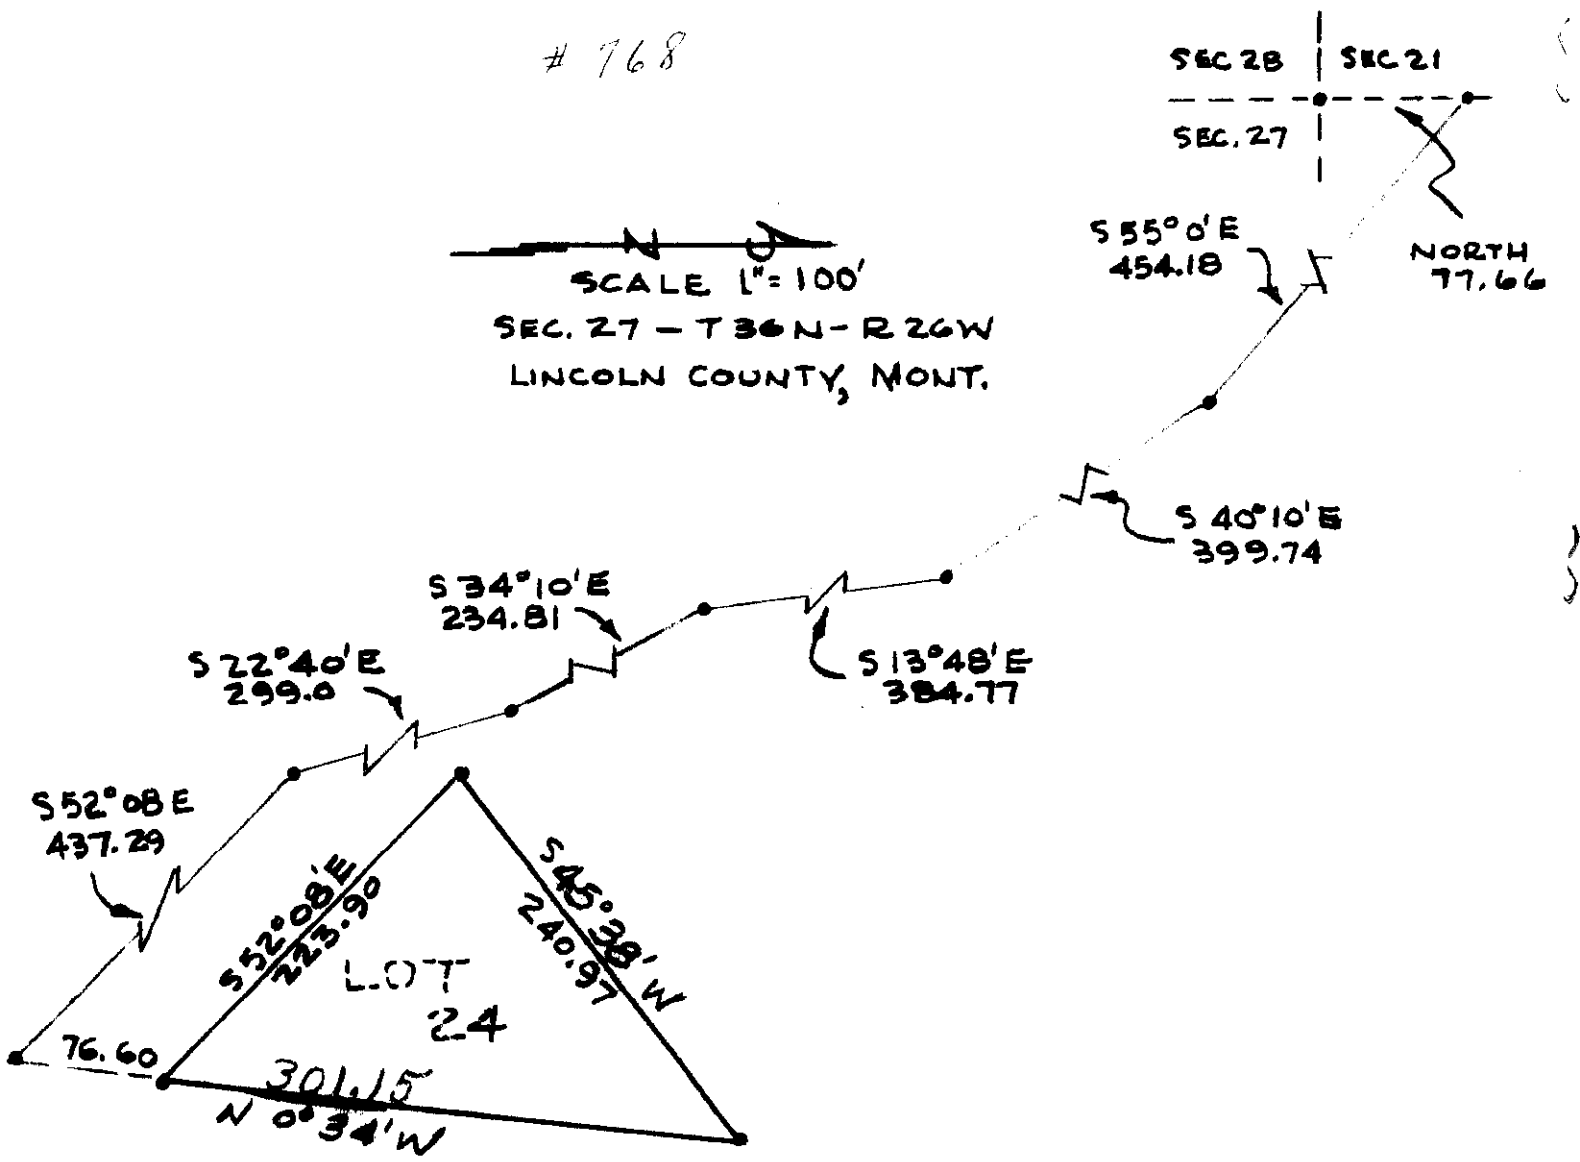 # 768
SEC 28
SEC 21
SEC. 27
NORTH
77.66
S 55° 0' E
454.18
N
SCALE 1" = 100'
SEC. 27 - T 36 N - R 26 W
LINCOLN COUNTY, MONT.
S 40° 10' E
399.74
S 34° 10' E
234.81
S 13° 48' E
384.77
S 22° 40' E
299.0
S 52° 08 E
437.29
S 52° 08' E
223.90
S 45° 38' W
240.97
LOT
24
76.60
301.15
N 0° 34' W